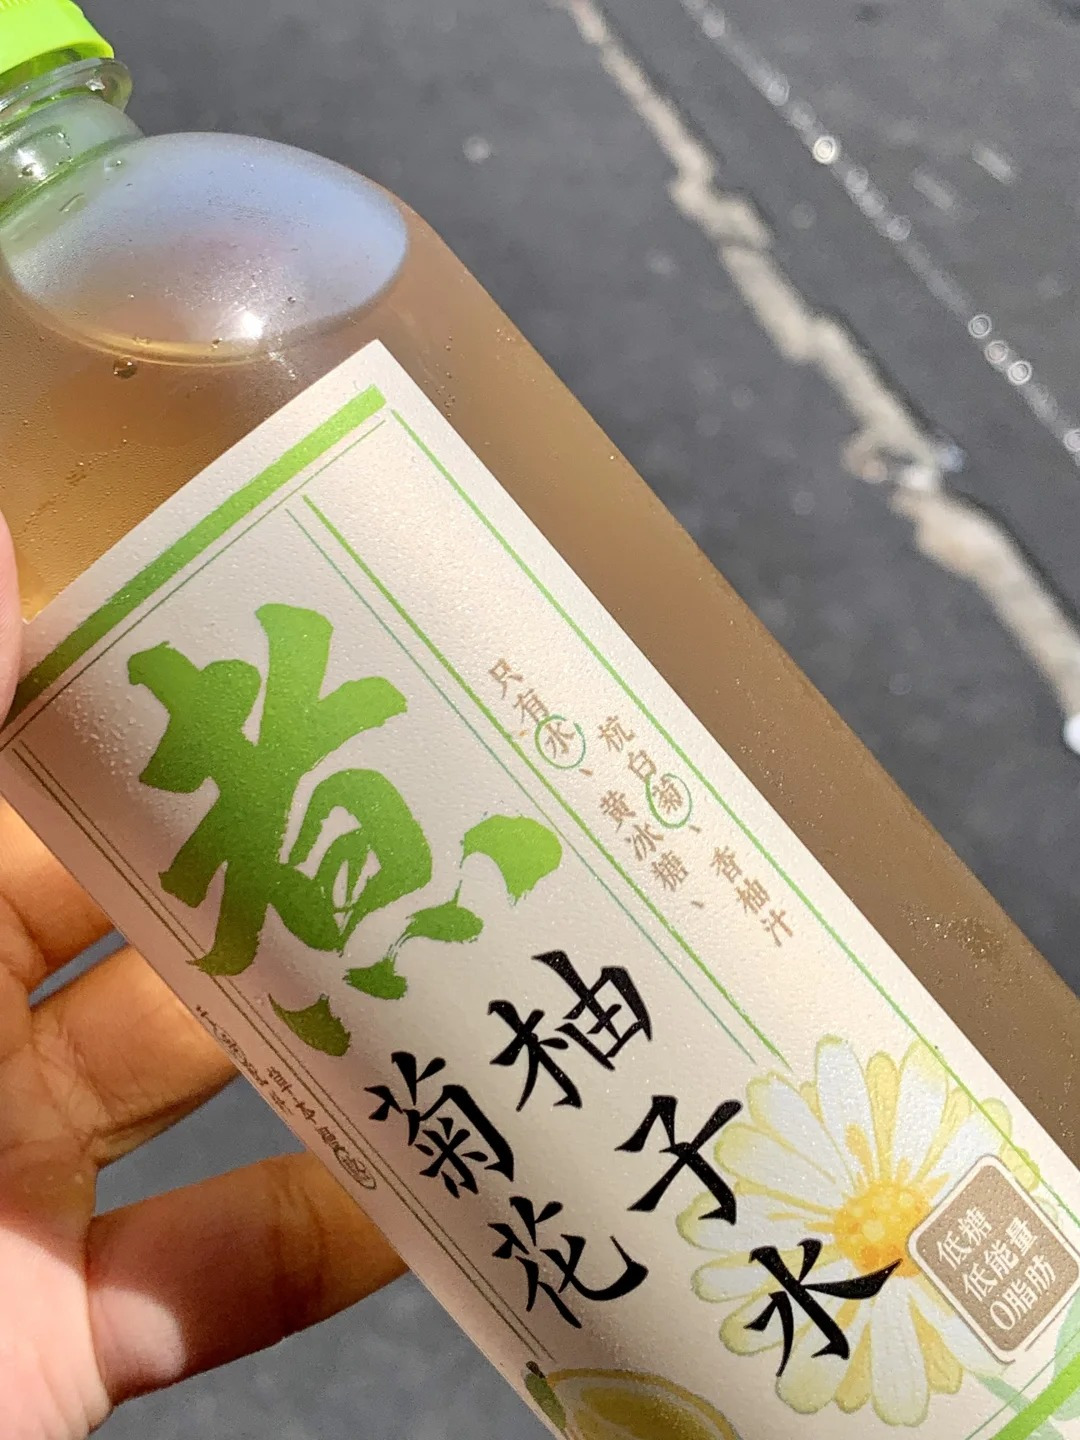 煮
菊花
柚子水
只有水、
杭白菊、
黄冰糖、
香柚汁
低糖
低能量
0脂肪